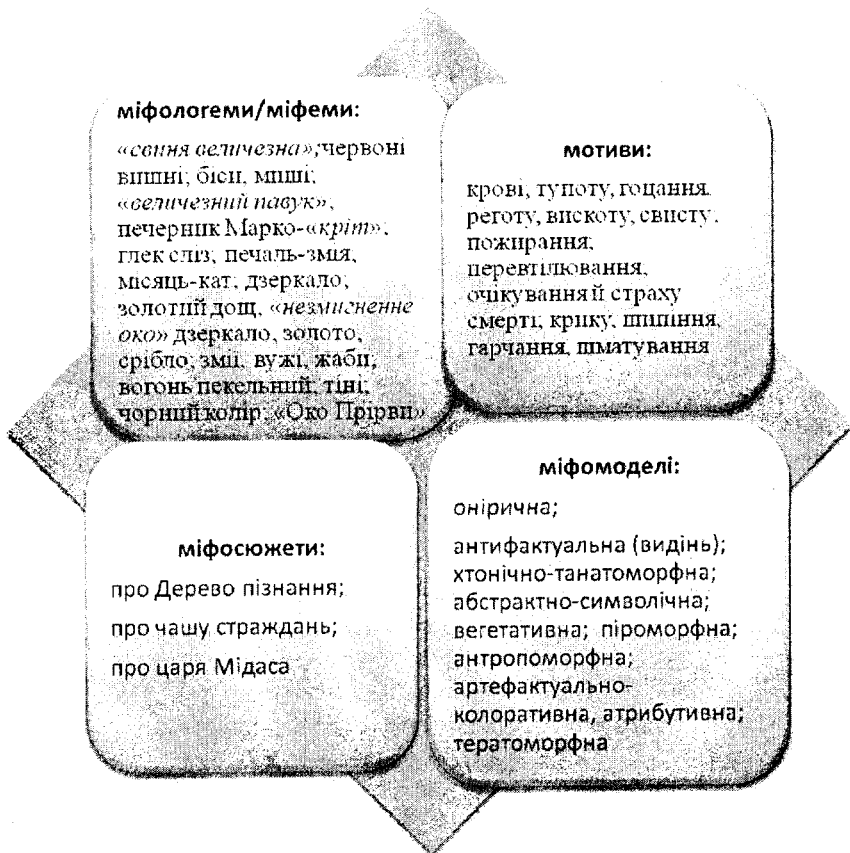 міфологеми/міфеми:
«свиня величезна»; червоні
вишні; біси, миші;
«величезний павук»;
печерник Марко-«кріт»;
глек сліз; печаль-змія,
місяць-кат; дзеркало;
золотий дощ, «незмисненне
око» дзеркало, золото,
срібло; змії, вужі, жаби;
вогонь пекельний; тіні;
чорний колір; «Око Прірви»
мотиви:
крові, тупоту, гоцання,
реготу, вискоту, свисту;
пожирання;
перевтілювання;
очікування й страху
смерті; крику, шипіння,
гарчання, шматування
міфосюжети:
про Дерево пізнання;
про чашу страждань;
про царя Мідаса
міфомоделі:
онірична;
антифактуальна (видінь);
хтонічно-танатоморфна;
абстрактно-символічна;
вегетативна; піроморфна;
антропоморфна;
артефактуально-
колоративна, атрибутивна;
тератоморфна